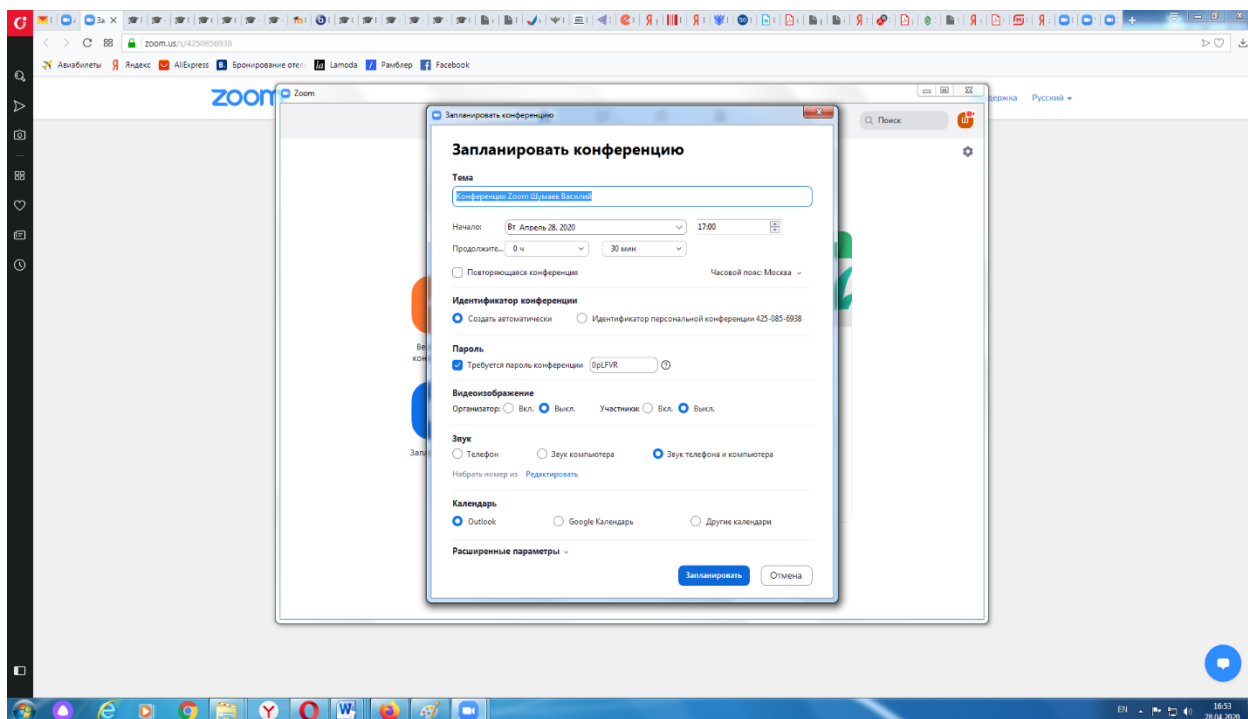 За
zoom.us/s/4250856938
Авиабилеты Яндекс AliExpress Бронирование отел Lamoda Рамблер Facebook
zoom
Zoom
держка Русский
Поиск
Запланировать конференцию
Запланировать конференцию
Тема
Конференция Zoom Шумаев Василий
Начало: Вт Апрель 28, 2020 17:00
Продолжите... 0 ч 30 мин
Повторяющаяся конференция Часовой пояс: Москва
Идентификатор конференции
Создать автоматически Идентификатор персональной конференции 425-085-6938
Пароль
Требуется пароль конференции 0pLFVR
Видеоизображение
Организатор: Вкл. Выкл. Участники: Вкл. Выкл.
Звук
Телефон Звук компьютера Звук телефона и компьютера
Набрать номер из Редактировать
Календарь
Outlook Google Календарь Другие календари
Расширенные параметры
Запланировать Отмена
EN 16:53
28.04.2020